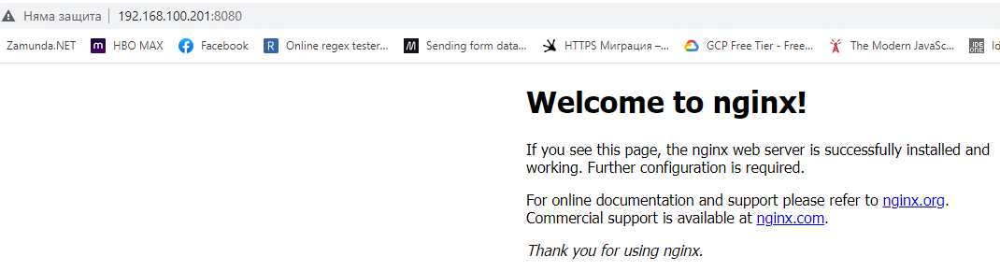 Няма защита 192.168.100.201:8080
Zamunda.NET HBO MAX Facebook Online regex tester... Sending form data... HTTPS Миграция –... GCP Free Tier - Free... The Modern JavaSc... Id
Welcome to nginx!
If you see this page, the nginx web server is successfully installed and
working. Further configuration is required.
For online documentation and support please refer to nginx.org.
Commercial support is available at nginx.com.
Thank you for using nginx.